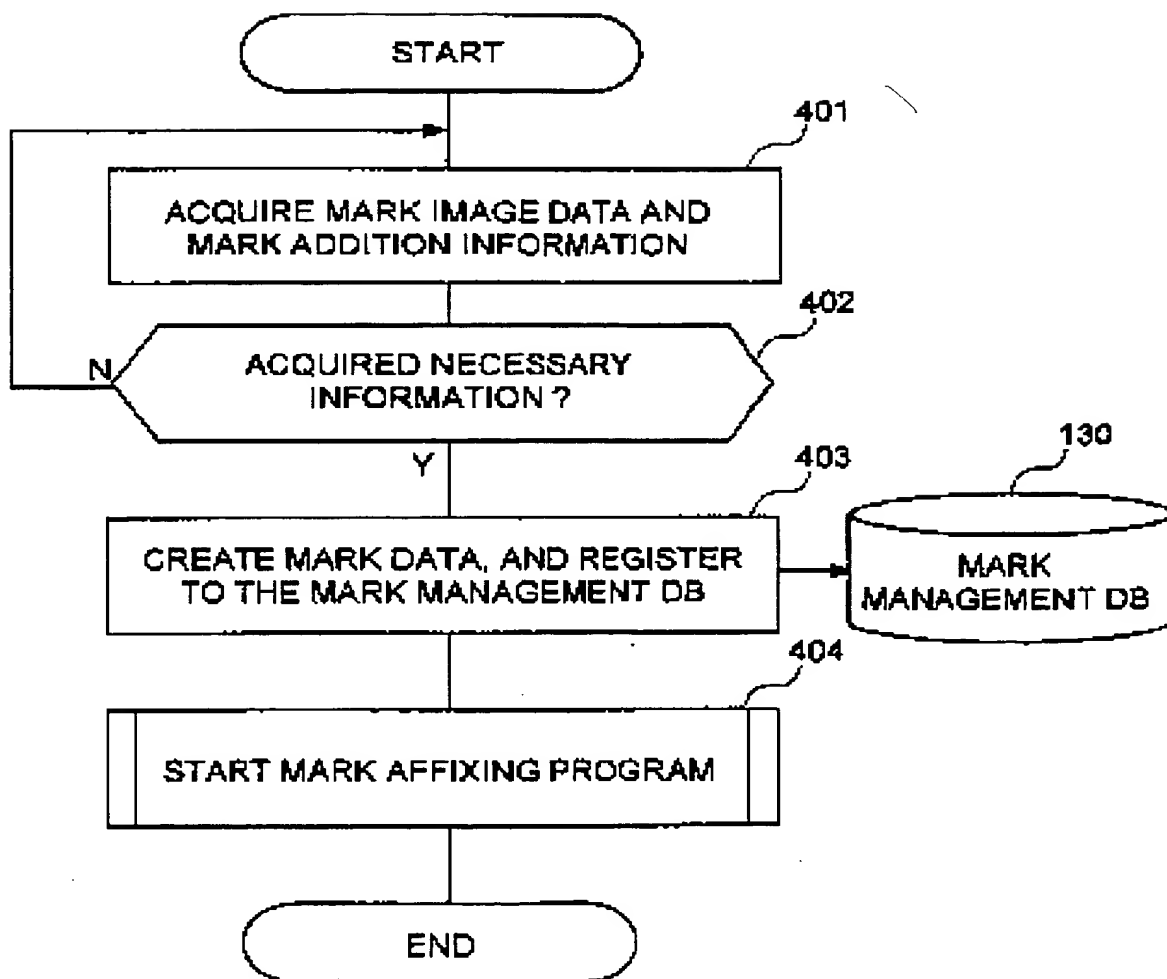 START
401
ACQUIRE MARK IMAGE DATA AND
MARK ADDITION INFORMATION
402
N
ACQUIRED NECESSARY
INFORMATION ?
Y
403
130
CREATE MARK DATA, AND REGISTER
TO THE MARK MANAGEMENT DB
MARK
MANAGEMENT DB
404
START MARK AFFIXING PROGRAM
END